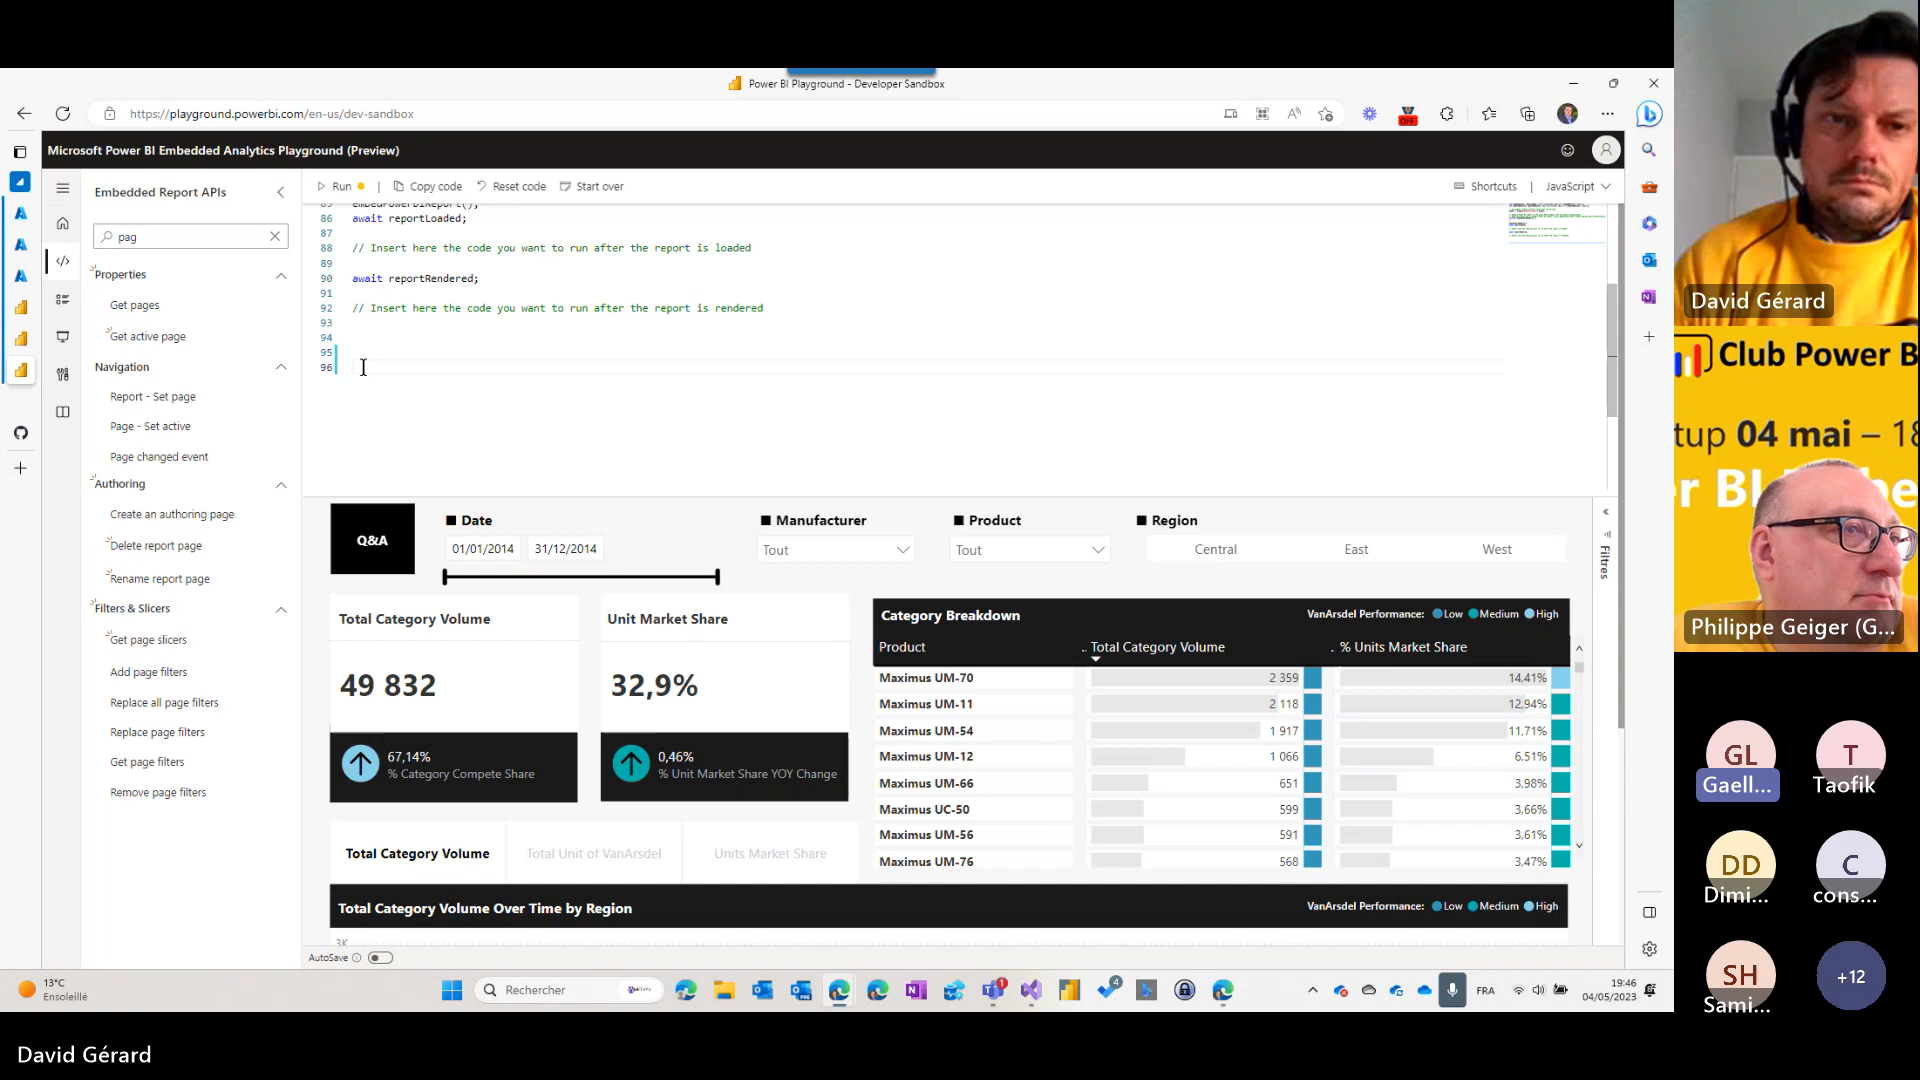 Power BI Playground - Developer Sandbox
https://playground.powerbi.com/en-us/dev-sandbox
OFF
Microsoft Power BI Embedded Analytics Playground (Preview)
Embedded Report APIs
pag
Properties
Get pages
Get active page
Navigation
Report - Set page
Page - Set active
Page changed event
Authoring
Create an authoring page
Delete report page
Rename report page
Filters & Slicers
Get page slicers
Add page filters
Replace all page filters
Replace page filters
Get page filters
Remove page filters
Run
Copy code
Reset code
Start over
Shortcuts
JavaScript
85 embedPowerBIReport();
86 await reportLoaded;
87
88 // Insert here the code you want to run after the report is loaded
89
90 await reportRendered;
91
92 // Insert here the code you want to run after the report is rendered
93
94
95
96
Q&A
Date
01/01/2014 31/12/2014
Manufacturer
Tout
Product
Tout
Region
Central East West
Filtres
Total Category Volume
49 832
67,14%
% Category Compete Share
Unit Market Share
32,9%
0,46%
% Unit Market Share YOY Change
Category Breakdown
VanArsdel Performance: Low Medium High
Product .. Total Category Volume . % Units Market Share
Maximus UM-70 2 359 14,41%
Maximus UM-11 2 118 12,94%
Maximus UM-54 1 917 11,71%
Maximus UM-12 1 066 6,51%
Maximus UM-66 651 3,98%
Maximus UC-50 599 3,66%
Maximus UM-56 591 3,61%
Maximus UM-76 568 3,47%
Total Category Volume Total Unit of VanArsdel Units Market Share
Total Category Volume Over Time by Region
VanArsdel Performance: Low Medium High
3K
AutoSave
13°C
Ensoleillé
Rechercher
1
4
FRA
19:46
04/05/2023
David Gérard
David Gérard
Club Power B
tup 04 mai – 18
r BI
be
Philippe Geiger (G...
GL
Gaell...
T
Taofik
DD
Dimi...
C
cons...
SH
Sami...
+12